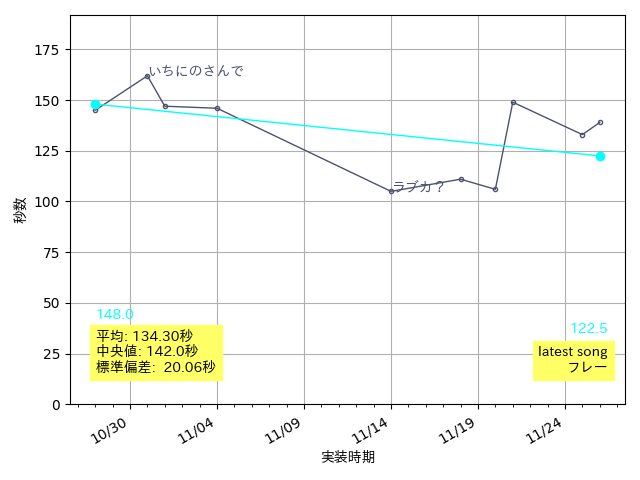 175
150
125
100
75
50
25
0
秒数
いちにのさんで
ラブカ？
148.0
平均: 134.30秒
中央値: 142.0秒
標準偏差: 20.06秒
122.5
latest song
フレー
10/30
11/04
11/09
11/14
11/19
11/24
実装時期